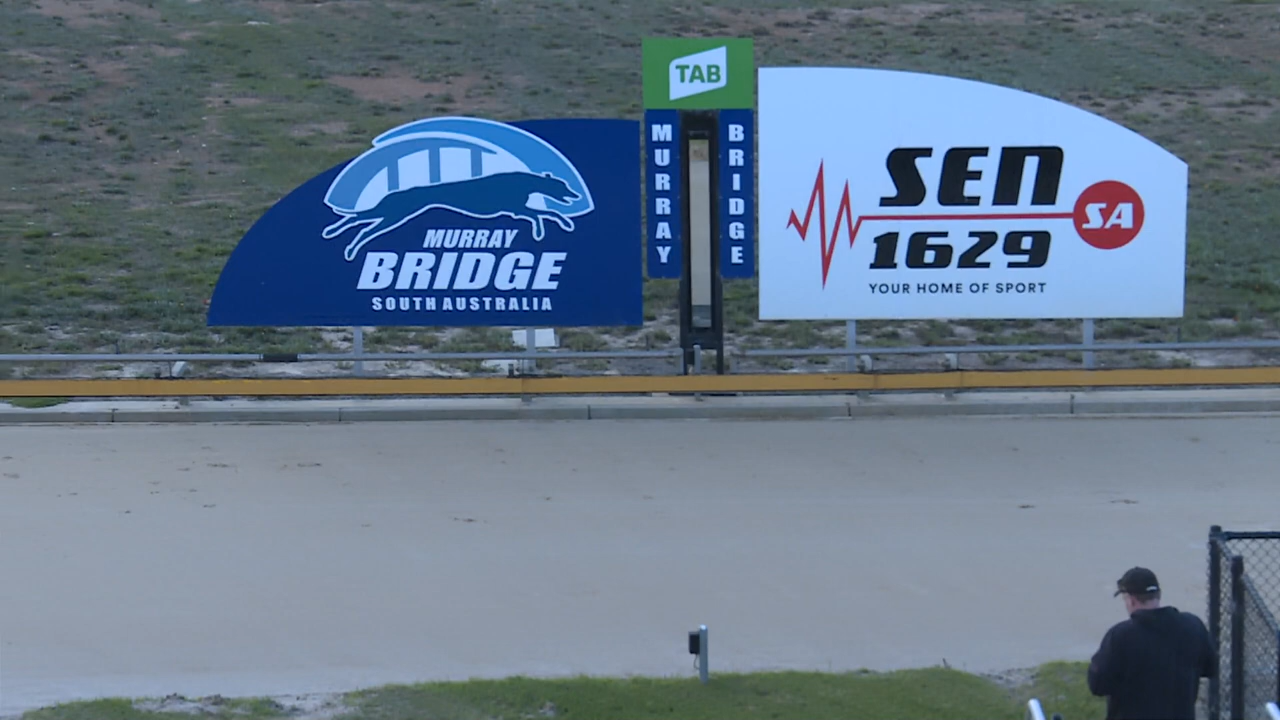 TAB
MURRAY
BRIDGE
MURRAY
BRIDGE
SOUTH AUSTRALIA
SEN
SA
1629
YOUR HOME OF SPORT